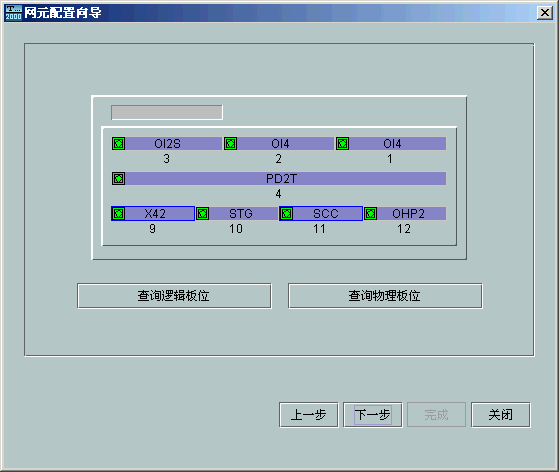 T...
2000 网元配置向导
OI2S OI4 OI4
3 2 1
PD2T
4
X42 STG SCC OHP2
9 10 11 12
查询逻辑板位 查询物理板位
上一步 下一步 完成 关闭